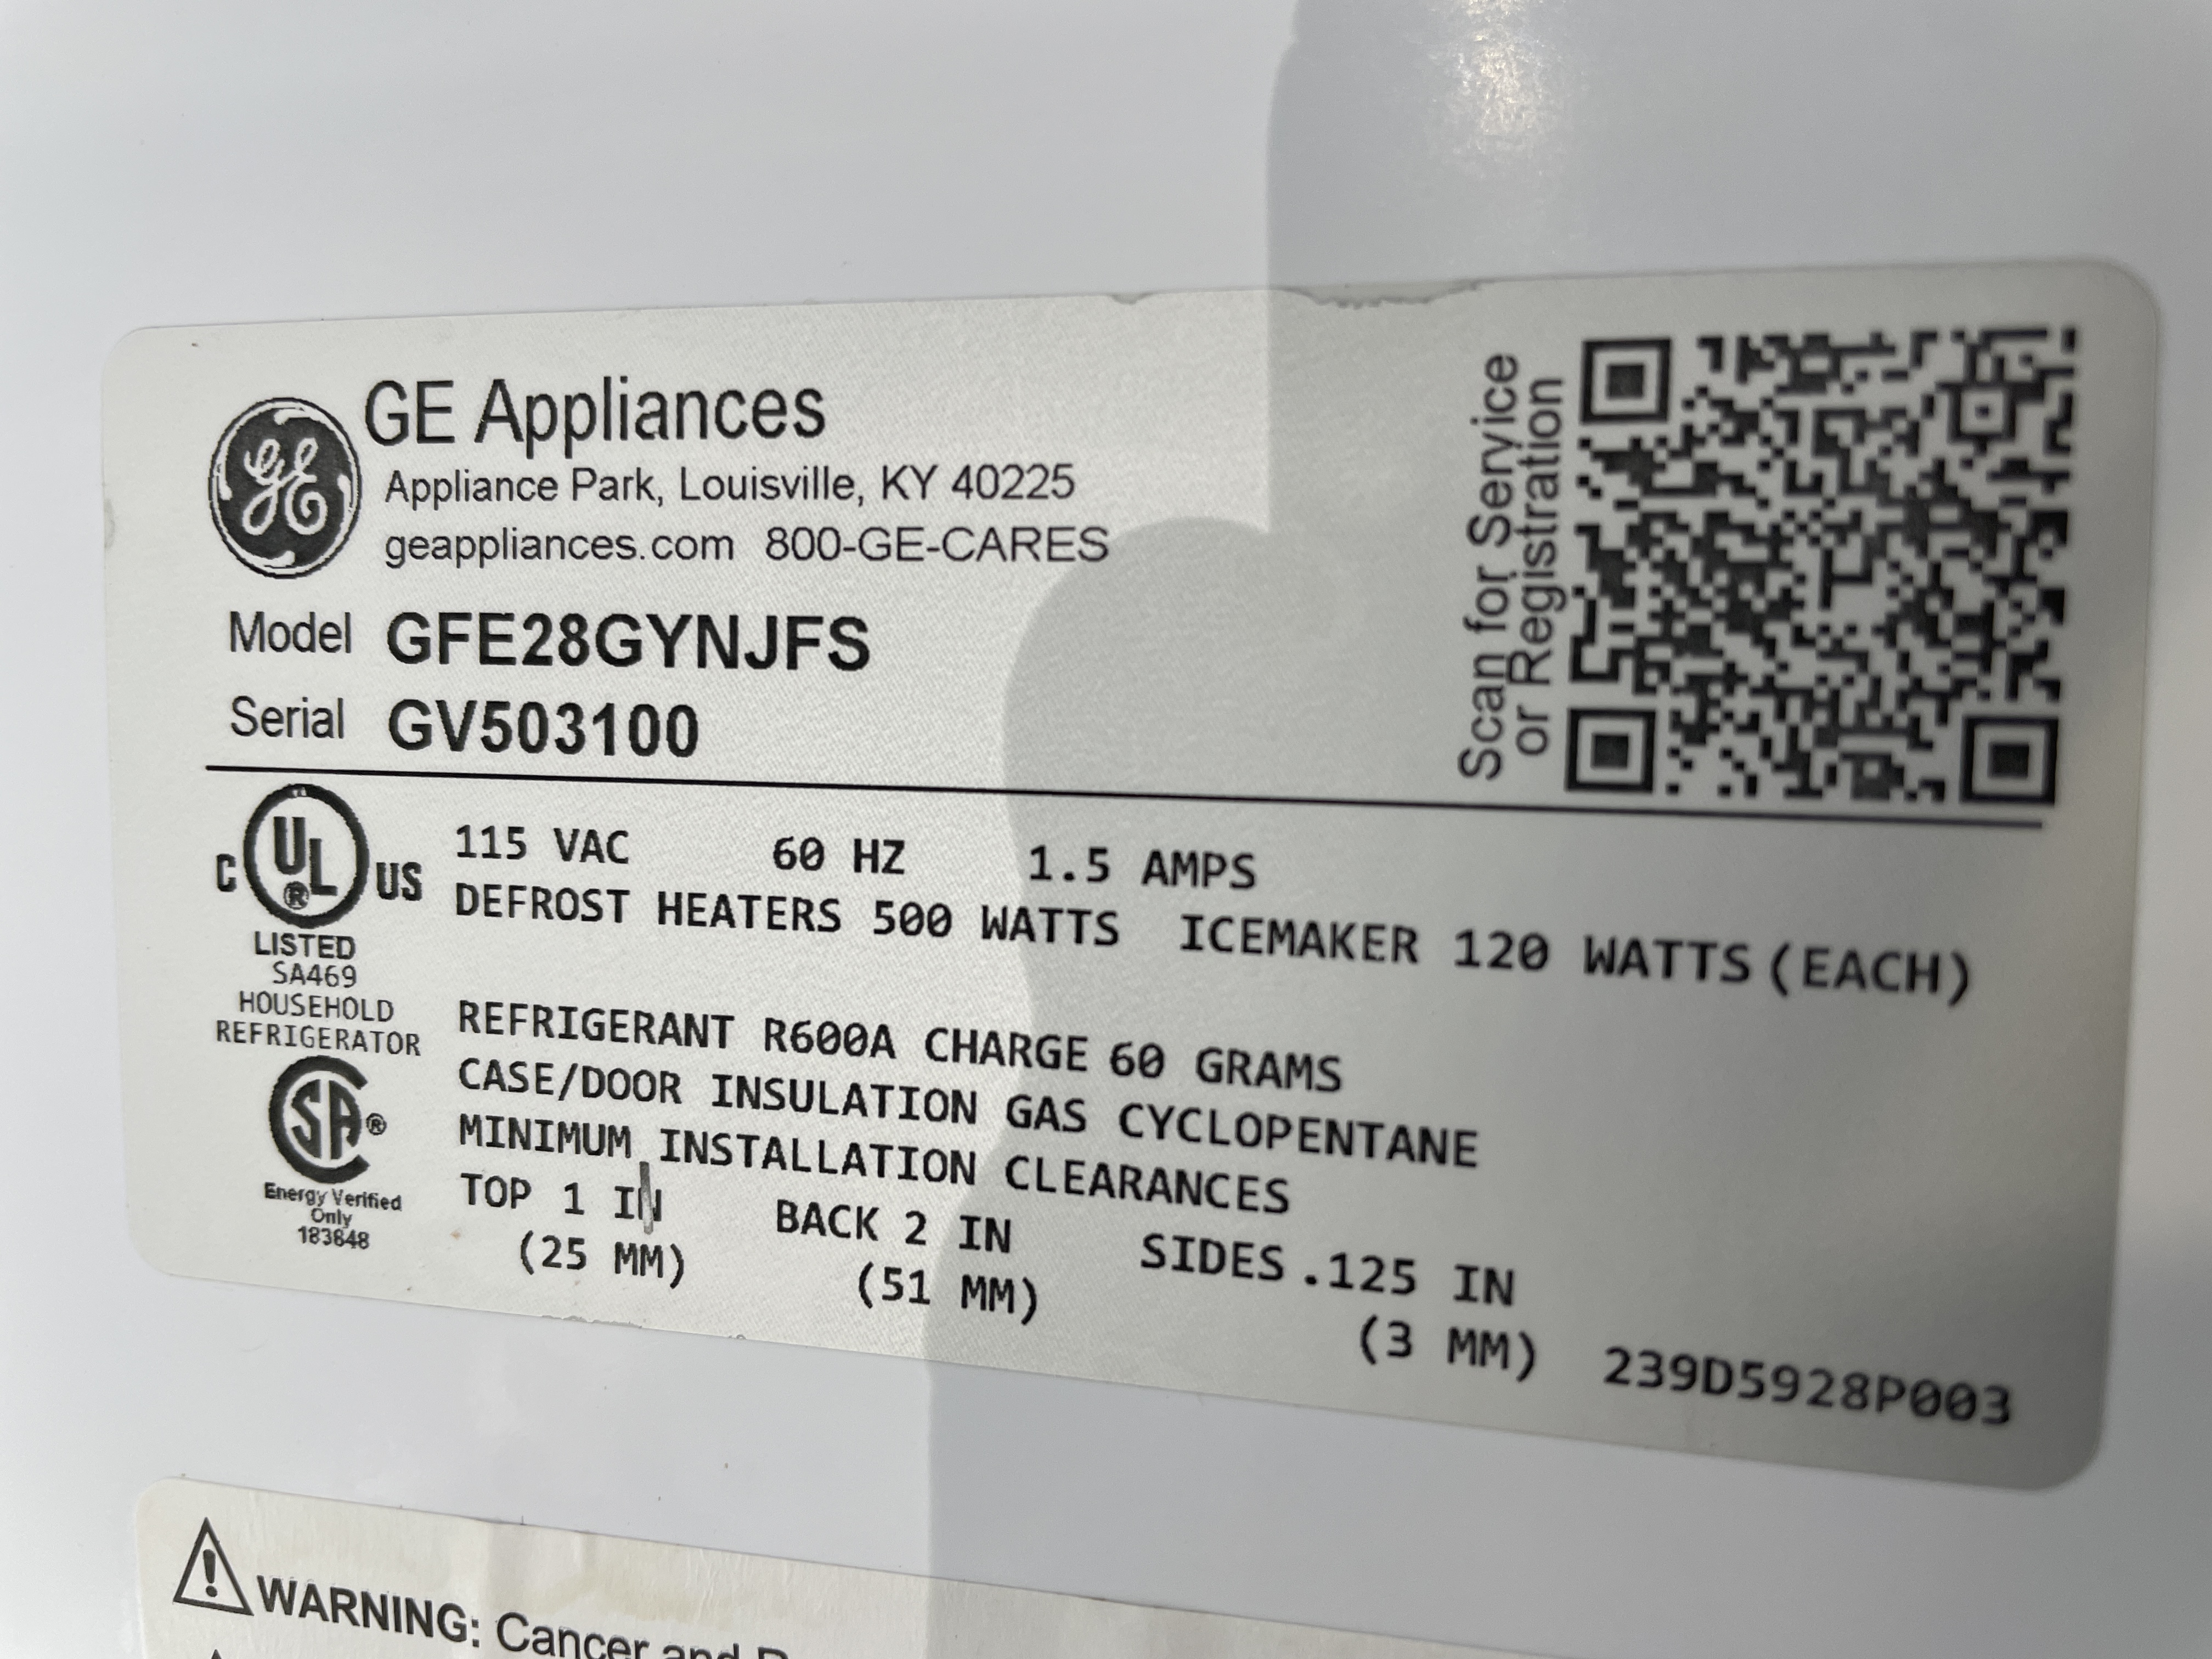 GE Appliances
Appliance Park, Louisville, KY 40225
geappliances.com 800-GE-CARES
Model GFE28GYNJFS
Serial GV503100
Scan for Service
or Registration
C UL ® US
LISTED
SA469
HOUSEHOLD
REFRIGERATOR
SA ®
Energy Verified
Only
183648
115 VAC 60 HZ 1.5 AMPS
DEFROST HEATERS 500 WATTS ICEMAKER 120 WATTS (EACH)
REFRIGERANT R600A CHARGE 60 GRAMS
CASE/DOOR INSULATION GAS CYCLOPENTANE
MINIMUM INSTALLATION CLEARANCES
TOP 1 IN BACK 2 IN SIDES .125 IN
(25 MM) (51 MM) (3 MM) 239D5928P003
WARNING: Cancer and